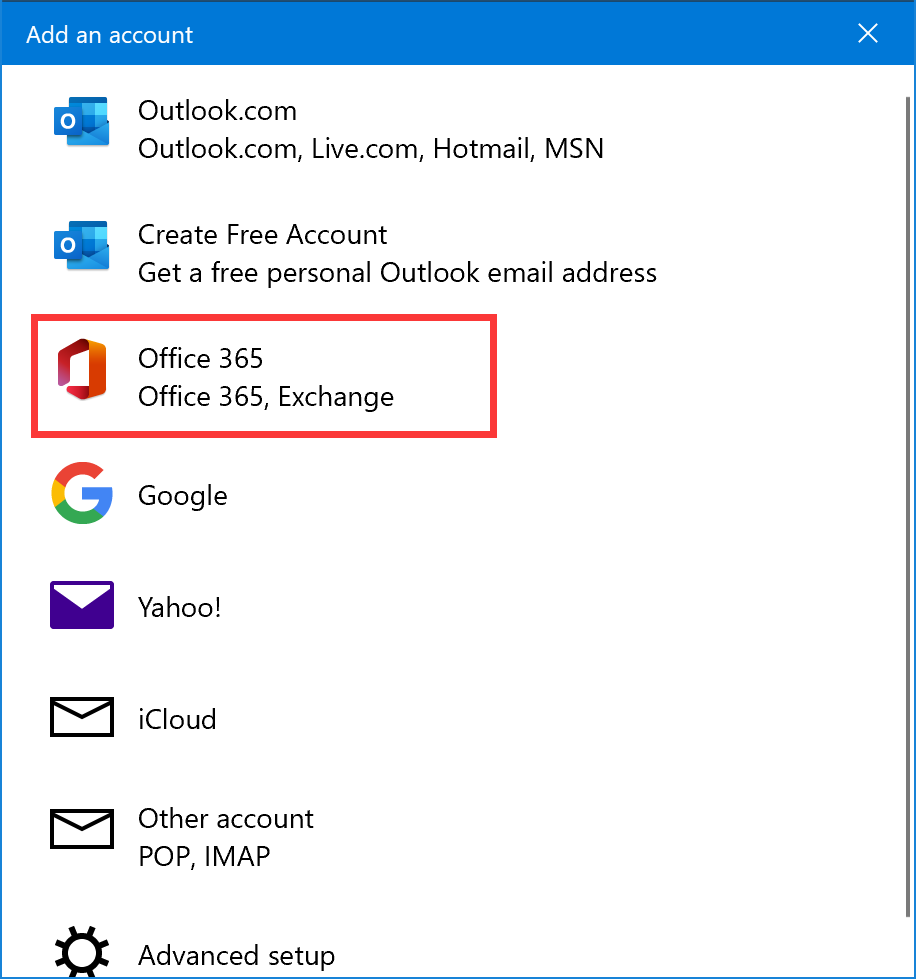 Add an account
Outlook.com
Outlook.com, Live.com, Hotmail, MSN
Create Free Account
Get a free personal Outlook email address
Office 365
Office 365, Exchange
Google
Yahoo!
iCloud
Other account
POP, IMAP
Advanced setup